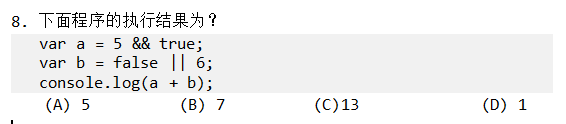 8. 下面程序的执行结果为？
var a = 5 && true;
var b = false || 6;
console.log(a + b);
(A) 5 (B) 7 (C)13 (D) 1